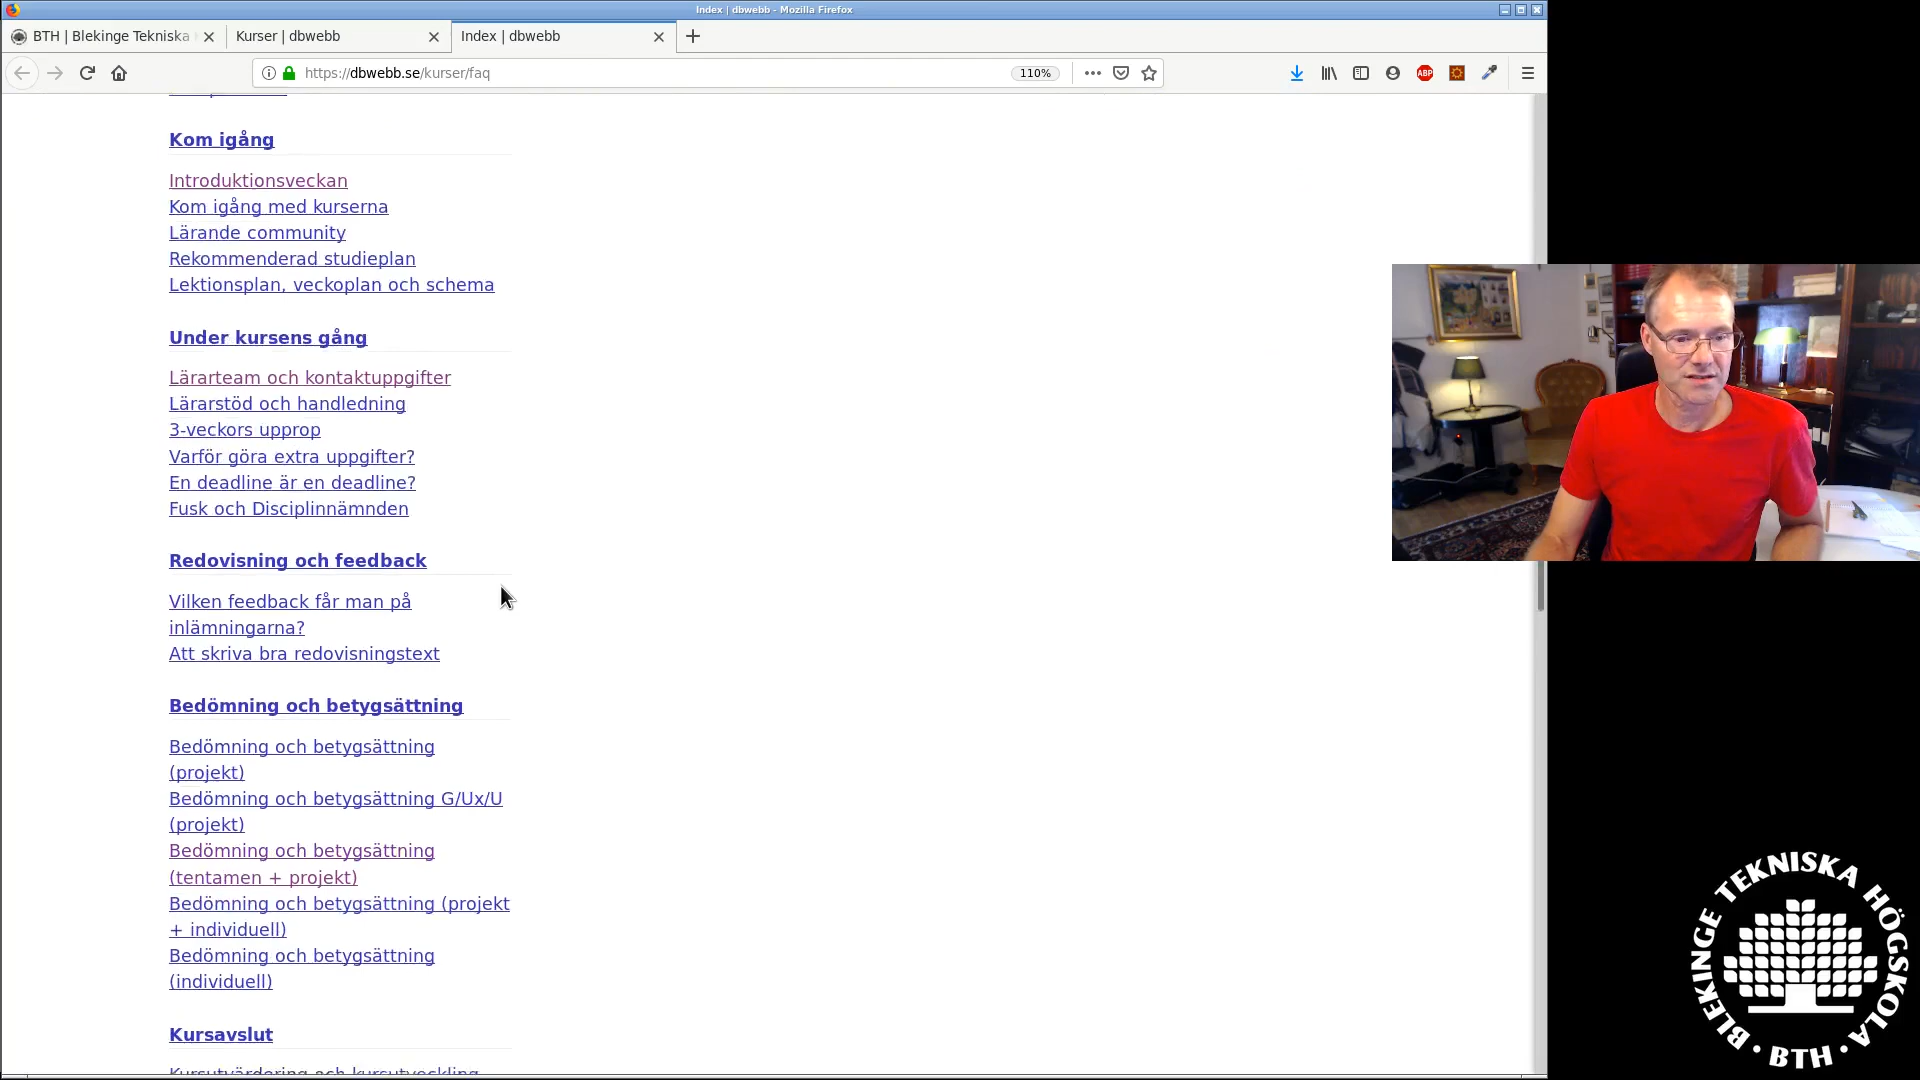 Index | dbwebb - Mozilla Firefox
BTH | Blekinge Tekniska
Kurser | dbwebb
Index | dbwebb
https://dbwebb.se/kurser/faq
110%
ABP
Kom igång
Introduktionsveckan
Kom igång med kurserna
Lärande community
Rekommenderad studieplan
Lektionsplan, veckoplan och schema
Under kursens gång
Lärarteam och kontaktuppgifter
Lärarstöd och handledning
3-veckors upprop
Varför göra extra uppgifter?
En deadline är en deadline?
Fusk och Disciplinnämnden
Redovisning och feedback
Vilken feedback får man på
inlämningarna?
Att skriva bra redovisningstext
Bedömning och betygsättning
Bedömning och betygsättning
(projekt)
Bedömning och betygsättning G/Ux/U
(projekt)
Bedömning och betygsättning
(tentamen + projekt)
Bedömning och betygsättning (projekt
+ individuell)
Bedömning och betygsättning
(individuell)
Kursavslut
Kursutvärdering och kursutveckling
BLEKINGE TEKNISKA HÖGSKOLA
• BTH •